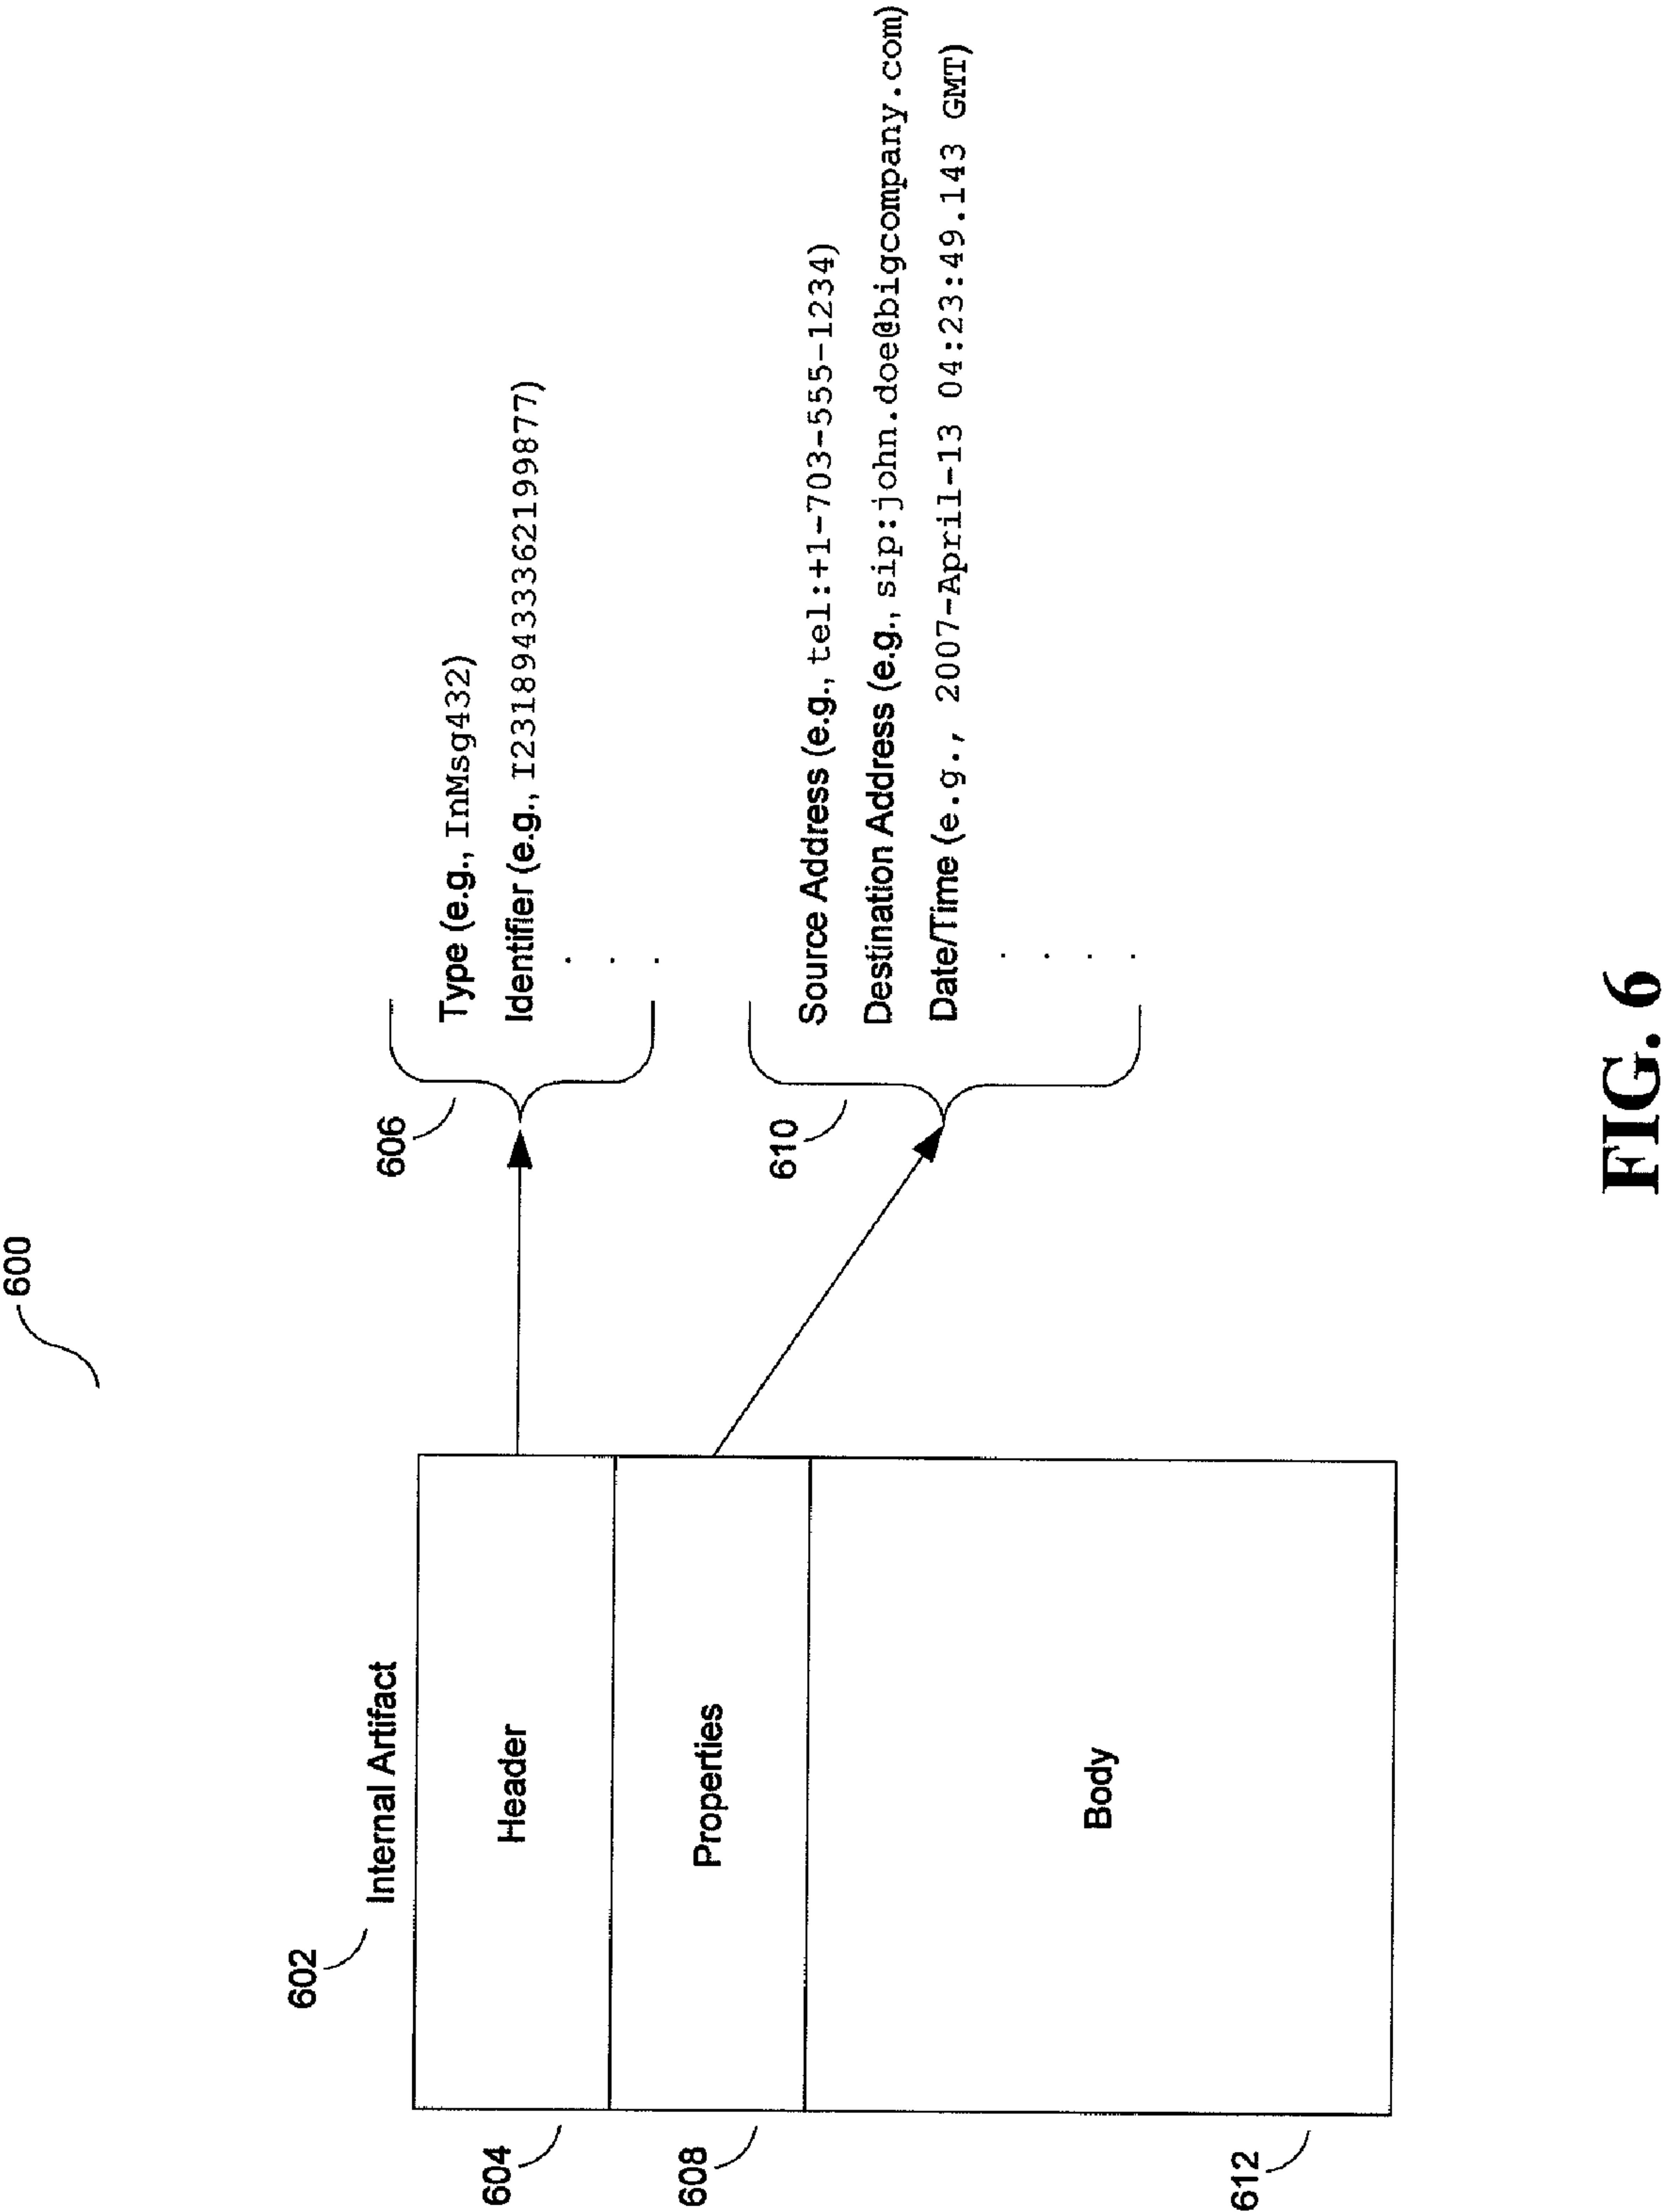 600
602
Internal Artifact
604
Header
606
Type (e.g., InMsg432)
Identifier (e.g., I2318943336219 9877)
608
Properties
610
Source Address (e.g., tel:+1-703-555-1234)
Destination Address (e.g., sip:john.doe@bigcompany.com)
Date/Time (e.g., 2007-April-13 04:23:49.143 GMT)
612
Body
FIG. 6